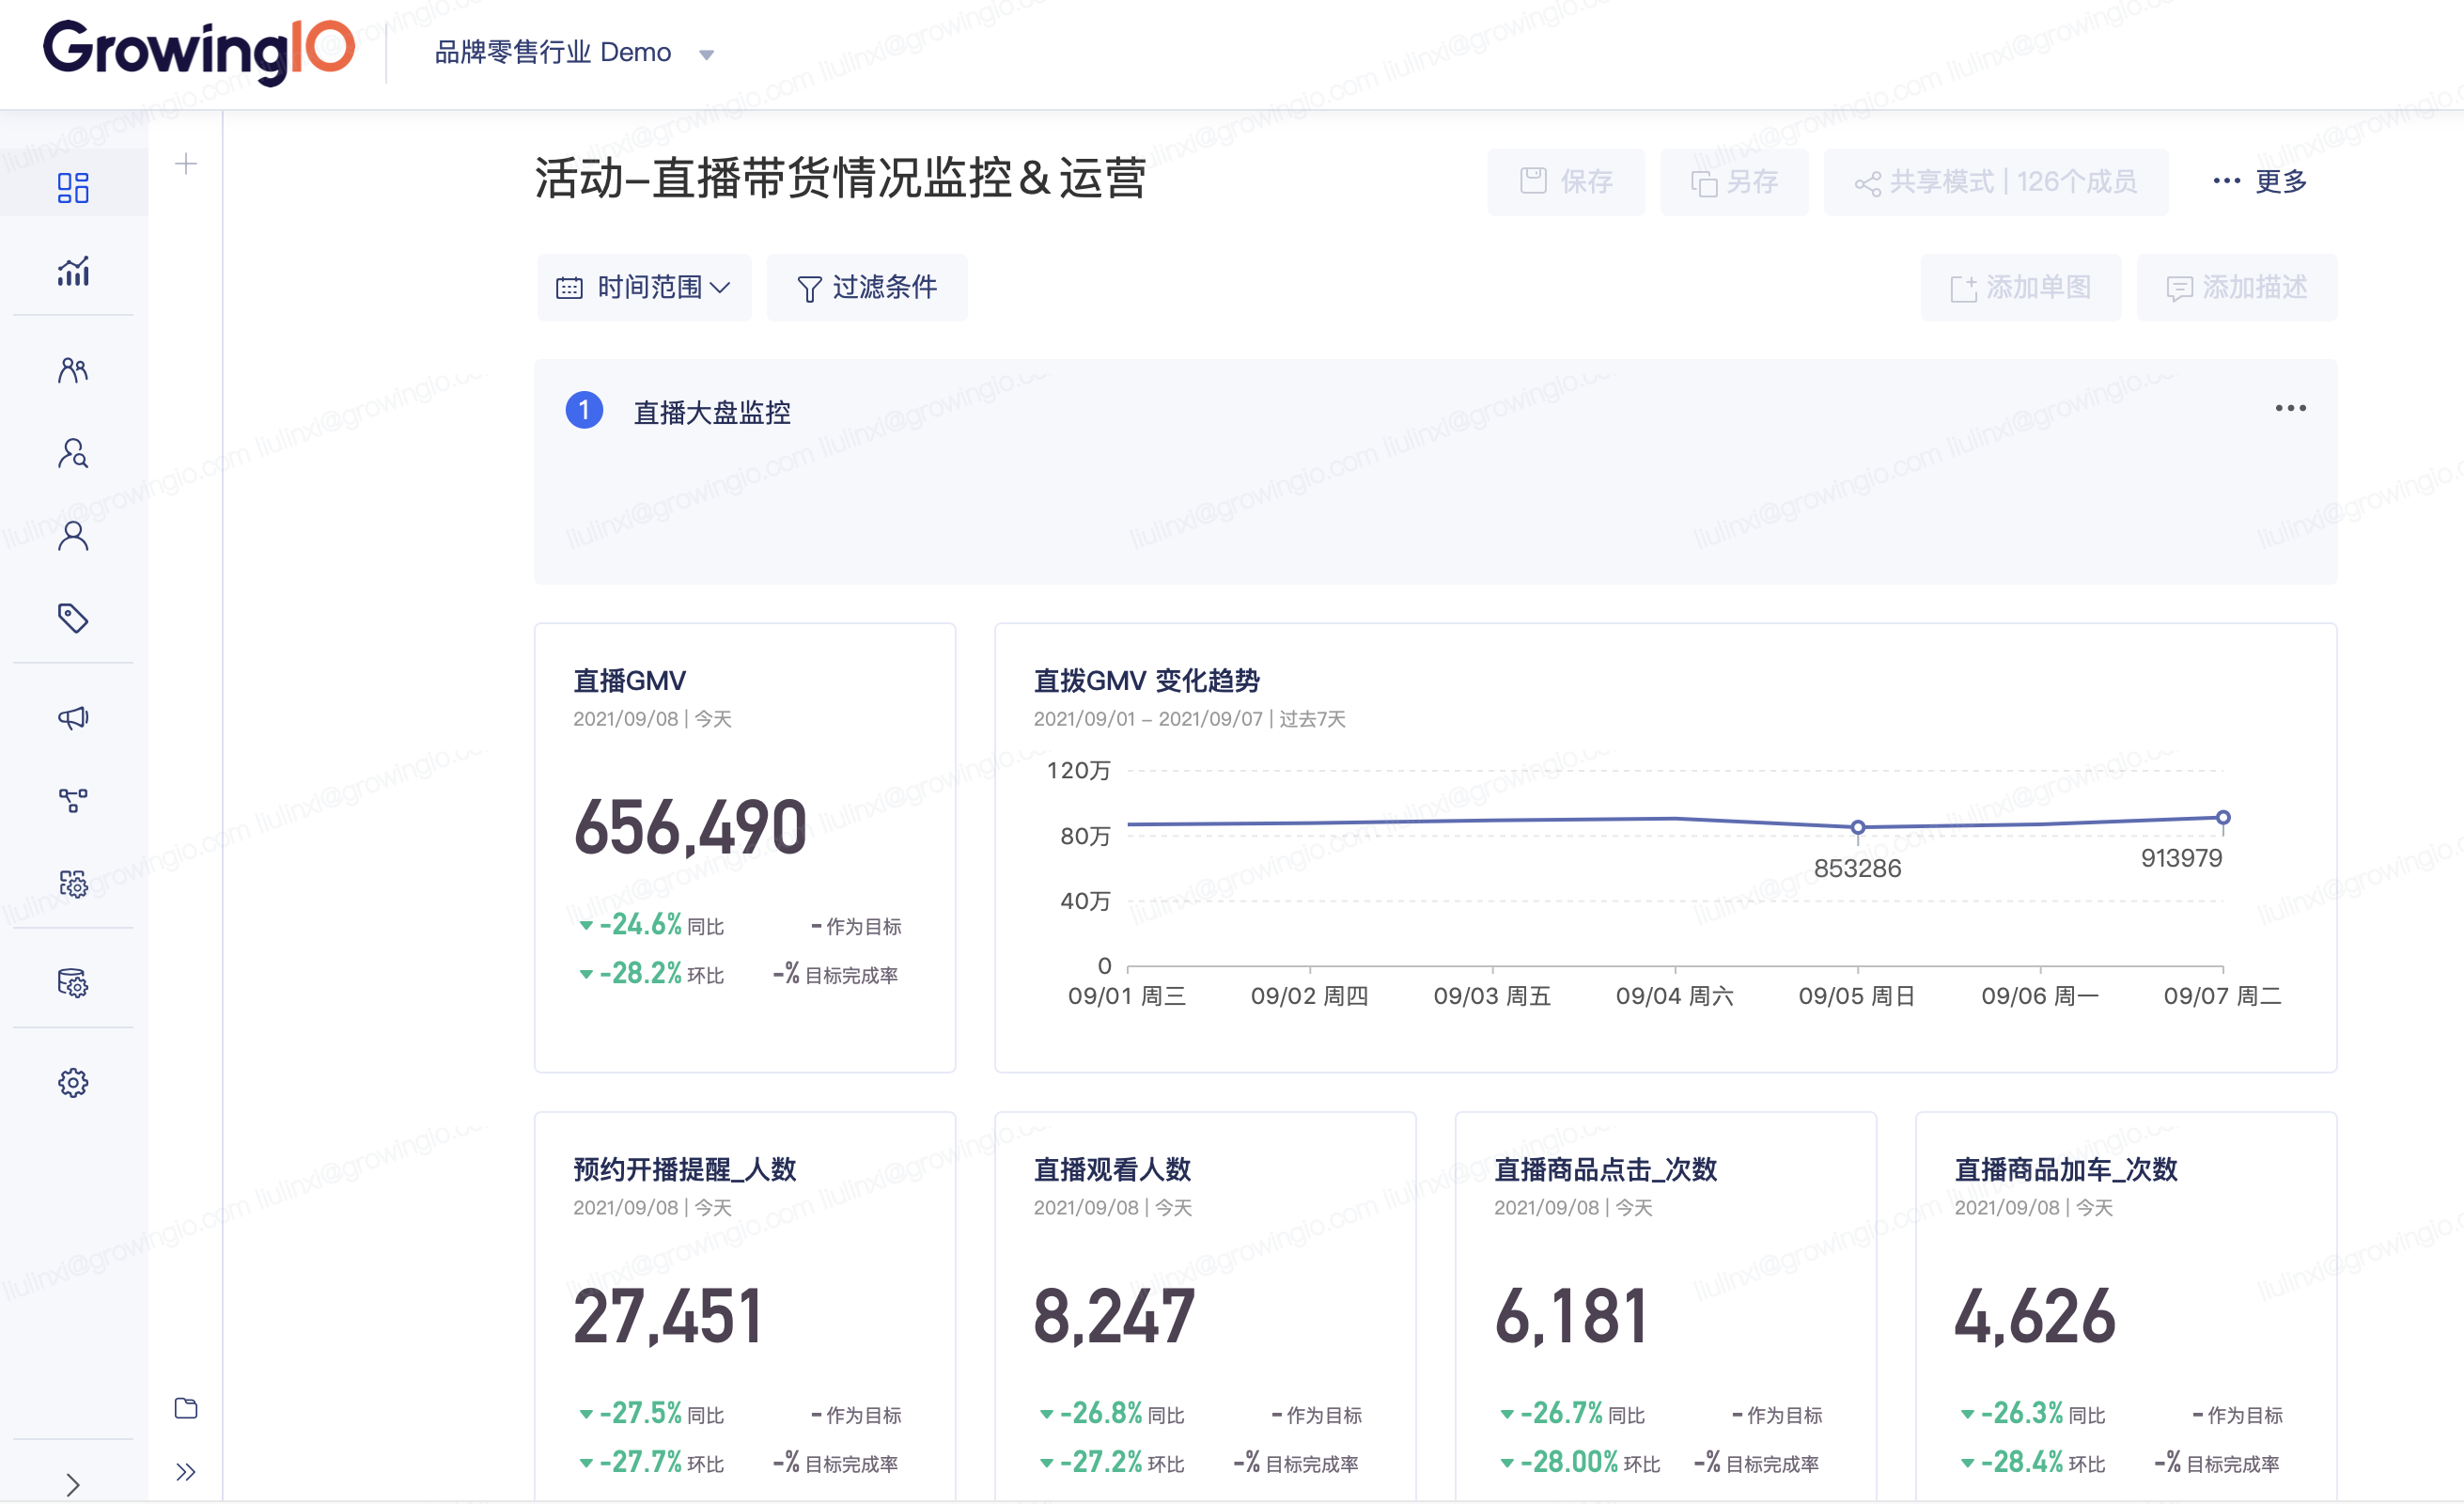 GrowingIO
品牌零售行业 Demo
活动-直播带货情况监控&运营
保存
另存
共享模式 | 126个成员
更多
时间范围
过滤条件
添加单图
添加描述
1 直播大盘监控
直播GMV
2021/09/08 | 今天
656,490
-24.6% 同比
- 作为目标
-28.2% 环比
-% 目标完成率
直拨GMV 变化趋势
2021/09/01 - 2021/09/07 | 过去7天
120万
80万
40万
0
853286
913979
09/01 周三
09/02 周四
09/03 周五
09/04 周六
09/05 周日
09/06 周一
09/07 周二
预约开播提醒_人数
2021/09/08 | 今天
27,451
-27.5% 同比
- 作为目标
-27.7% 环比
-% 目标完成率
直播观看人数
2021/09/08 | 今天
8,247
-26.8% 同比
- 作为目标
-27.2% 环比
-% 目标完成率
直播商品点击_次数
2021/09/08 | 今天
6,181
-26.7% 同比
- 作为目标
-28.00% 环比
-% 目标完成率
直播商品加车_次数
2021/09/08 | 今天
4,626
-26.3% 同比
- 作为目标
-28.4% 环比
-% 目标完成率
liulinxi@growingio.com